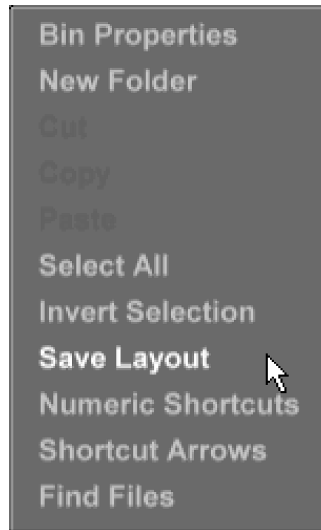 Bin Properties
New Folder
Cut
Copy
Paste
Select All
Invert Selection
Save Layout
Numeric Shortcuts
Shortcut Arrows
Find Files